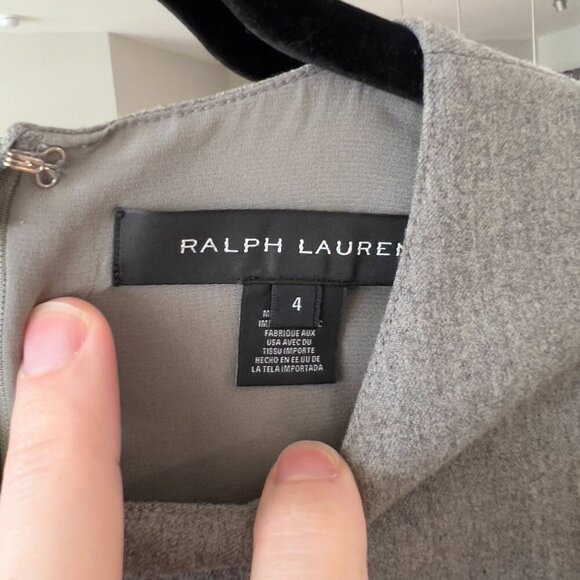 RALPH LAUREN
4
FABRIQUE AUX
USA AVEC DU
TISSU IMPORTE
HECHO EN EE.UU DE
LA TELA IMPORTADA